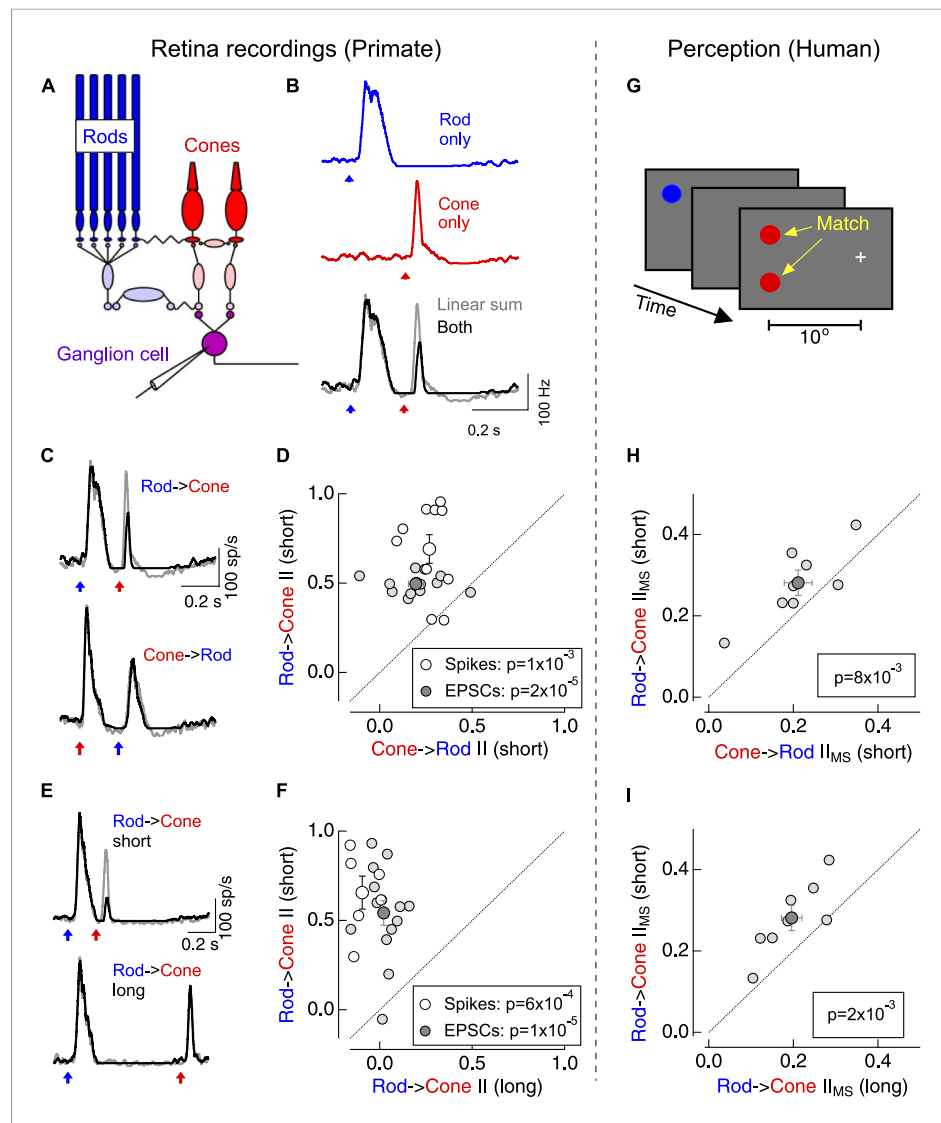 Retina recordings (Primate)
Perception (Human)
A
Rods
Cones
Ganglion cell
B
Rod
only
Cone
only
Linear sum
Both
100 Hz
0.2 s
G
Match
Time
10°
C
Rod->Cone
100 sp/s
0.2 s
Cone->Rod
D
1.0
0.5
0.0
Rod->Cone II (short)
Spikes: p=1x10⁻³
EPSCs: p=2x10⁻⁵
0.0
0.5
1.0
Cone->Rod II (short)
H
0.4
0.2
0.0
Rod->Cone II_MS (short)
p=8x10⁻³
0.0
0.2
0.4
Cone->Rod II_MS (short)
E
Rod->Cone
short
100 sp/s
0.2 s
Rod->Cone
long
F
1.0
0.5
0.0
Rod->Cone II (short)
Spikes: p=6x10⁻⁴
EPSCs: p=1x10⁻⁵
0.0
0.5
1.0
Rod->Cone II (long)
I
0.4
0.2
0.0
Rod->Cone II_MS (short)
p=2x10⁻³
0.0
0.2
0.4
Rod->Cone II_MS (long)